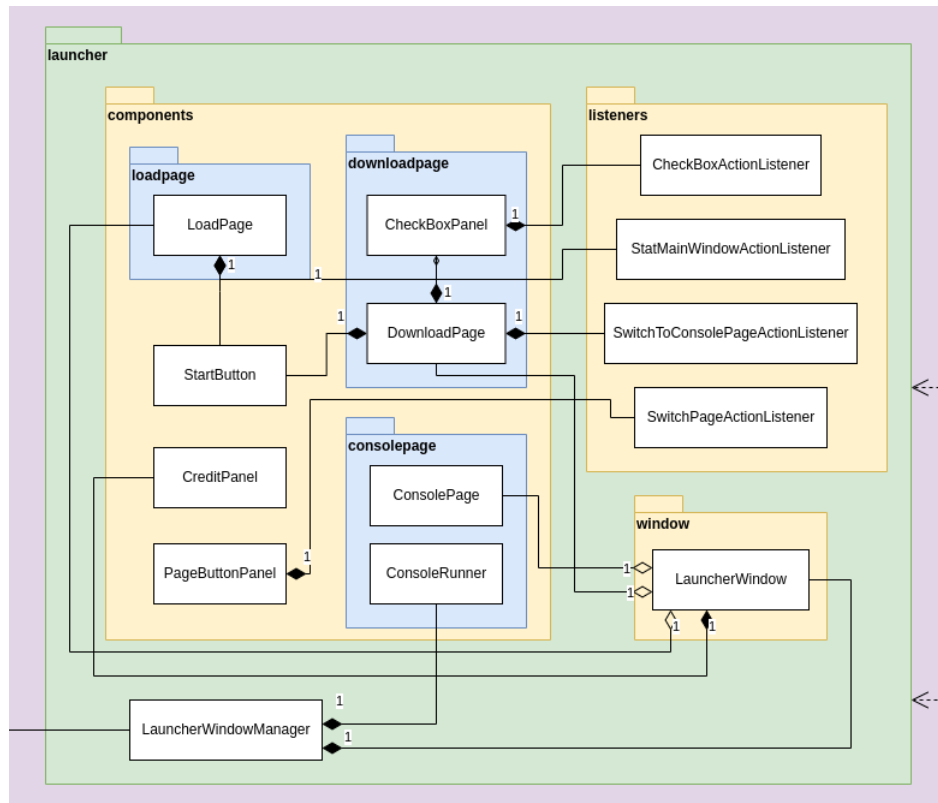 launcher
components
listeners
loadpage
downloadpage
CheckBoxActionListener
LoadPage
CheckBoxPanel
1
StatMainWindowActionListener
1
1
1
1
1
DownloadPage
SwitchToConsolePageActionListener
StartButton
SwitchPageActionListener
consolepage
CreditPanel
ConsolePage
window
1
PageButtonPanel
ConsoleRunner
1
LauncherWindow
1
1
1
1
LauncherWindowManager
1